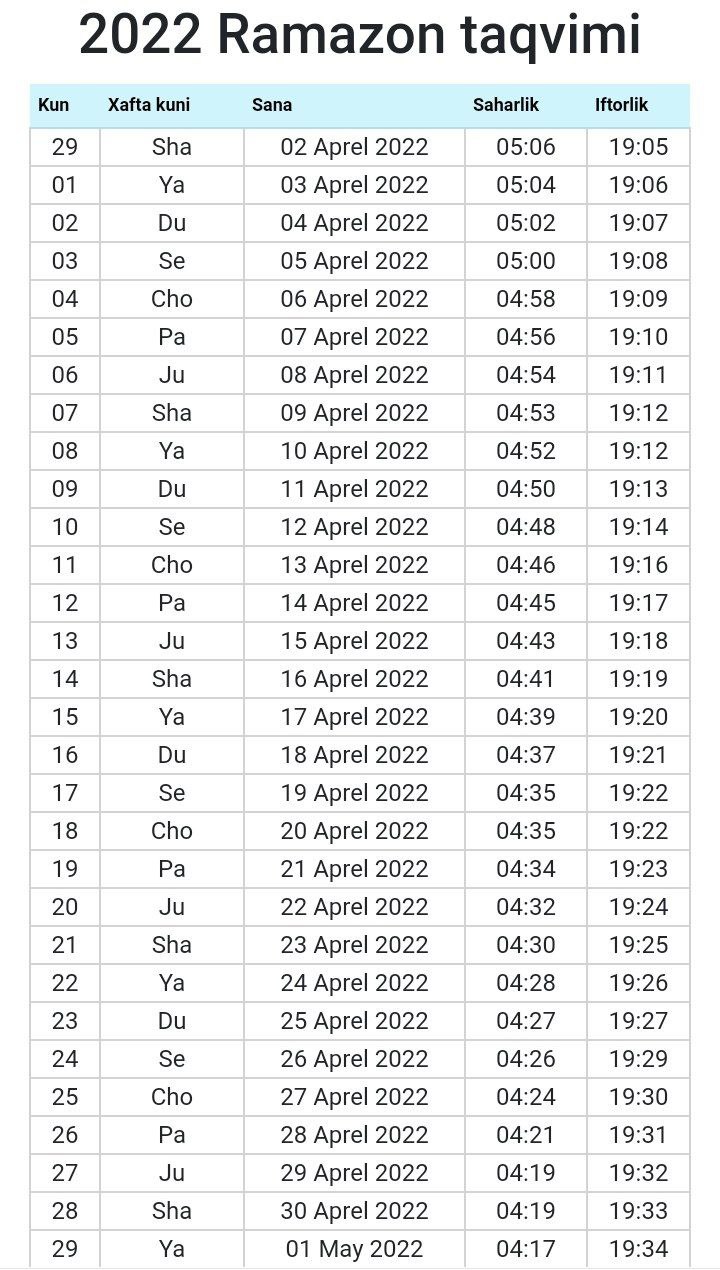 2022 Ramazon taqvimi
Kun Xafta kuni Sana Saharlik Iftorlik
29 Sha 02 Aprel 2022 05:06 19:05
01 Ya 03 Aprel 2022 05:04 19:06
02 Du 04 Aprel 2022 05:02 19:07
03 Se 05 Aprel 2022 05:00 19:08
04 Cho 06 Aprel 2022 04:58 19:09
05 Pa 07 Aprel 2022 04:56 19:10
06 Ju 08 Aprel 2022 04:54 19:11
07 Sha 09 Aprel 2022 04:53 19:12
08 Ya 10 Aprel 2022 04:52 19:12
09 Du 11 Aprel 2022 04:50 19:13
10 Se 12 Aprel 2022 04:48 19:14
11 Cho 13 Aprel 2022 04:46 19:16
12 Pa 14 Aprel 2022 04:45 19:17
13 Ju 15 Aprel 2022 04:43 19:18
14 Sha 16 Aprel 2022 04:41 19:19
15 Ya 17 Aprel 2022 04:39 19:20
16 Du 18 Aprel 2022 04:37 19:21
17 Se 19 Aprel 2022 04:35 19:22
18 Cho 20 Aprel 2022 04:35 19:22
19 Pa 21 Aprel 2022 04:34 19:23
20 Ju 22 Aprel 2022 04:32 19:24
21 Sha 23 Aprel 2022 04:30 19:25
22 Ya 24 Aprel 2022 04:28 19:26
23 Du 25 Aprel 2022 04:27 19:27
24 Se 26 Aprel 2022 04:26 19:29
25 Cho 27 Aprel 2022 04:24 19:30
26 Pa 28 Aprel 2022 04:21 19:31
27 Ju 29 Aprel 2022 04:19 19:32
28 Sha 30 Aprel 2022 04:19 19:33
29 Ya 01 May 2022 04:17 19:34